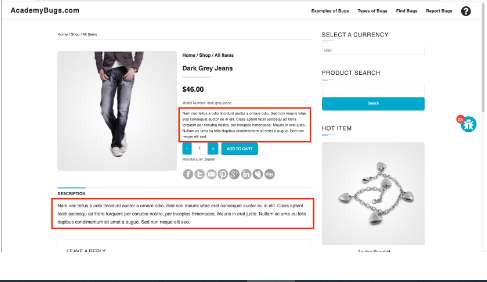 AcademyBugs.com
Examples of Bugs Types of Bugs Find Bugs Report Bugs ?
Home / Shop / All Items
SELECT A CURRENCY
USD
Home / Shop / All Items
Dark Grey Jeans
PRODUCT SEARCH
$46.00
Search
Model Number: dark-grey-jeans
Nam nec tellus a odio tincidunt auctor a ornare odio. Sed non mauris vitae
erat consequat auctor eu in elit. Class aptent taciti sociosqu ad litora
torquent per conubia nostra, per inceptos himenaeos. Mauris in erat justo.
Nullam ac urna eu felis dapibus condimentum sit amet a augue. Sed non
neque elit sed.
HOT ITEM
- 1 + ADD TO CART
DESCRIPTION
Nam nec tellus a odio tincidunt auctor a ornare odio. Sed non mauris vitae erat consequat auctor eu in elit. Class aptent
taciti sociosqu ad litora torquent per conubia nostra, per inceptos himenaeos. Mauris in erat justo. Nullam ac urna eu felis
dapibus condimentum sit amet a augue. Sed non neque elit sed.
LEAVE A REPLY